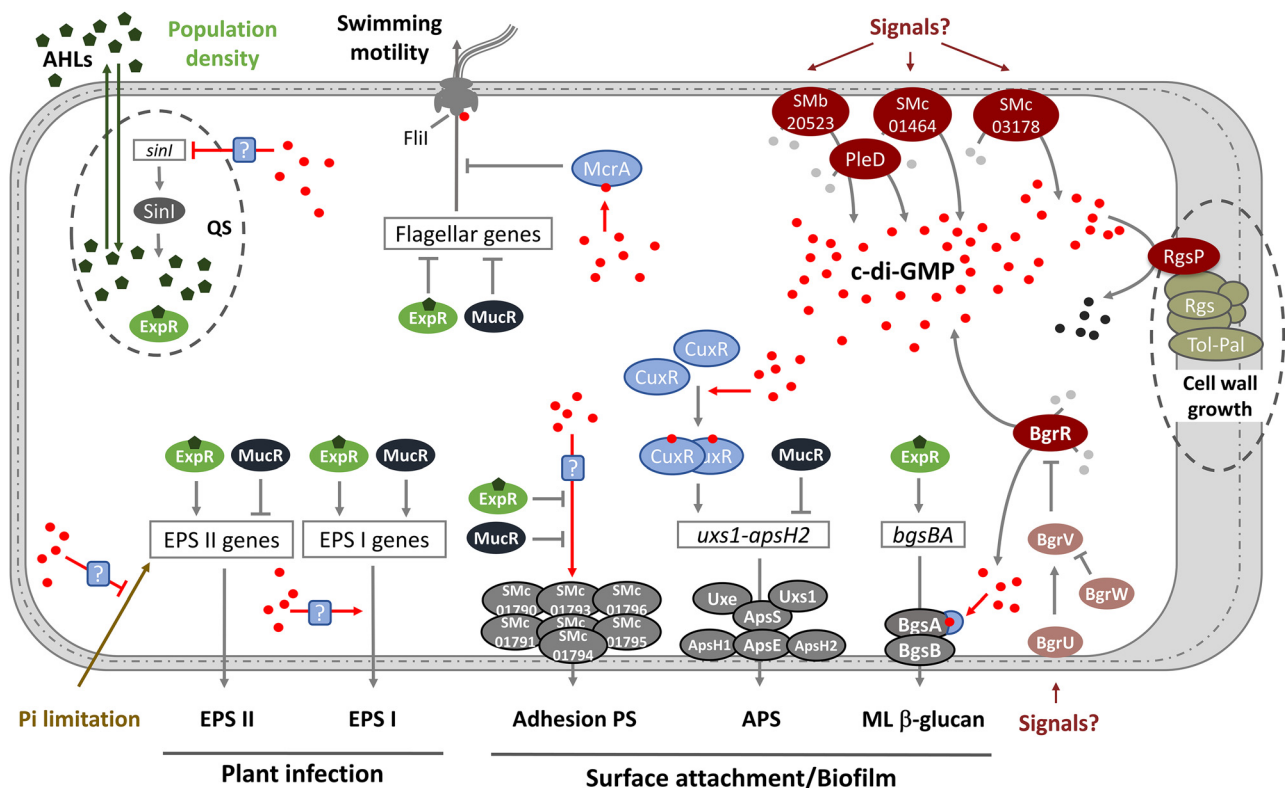 AHLs
Population
density
Swimming
motility
Signals?
SMb
20523
SMc
01464
SMc
03178
PleD
FliI
sinI
?
SinI
QS
ExpR
McrA
Flagellar genes
ExpR
MucR
c-di-GMP
RgsP
Rgs
Tol-Pal
Cell wall
growth
CuxR
CuxR
CuxR
uxR
MucR
ExpR
BgrR
ExpR
MucR
ExpR
MucR
?
ExpR
MucR
EPS II genes
EPS I genes
uxs1-apsH2
bgsBA
BgrV
BgrW
BgrU
?
?
SMc
01790
SMc
01793
SMc
01796
SMc
01791
SMc
01794
SMc
01795
Uxe
Uxs1
ApsS
ApsH1
ApsE
ApsH2
BgsA
BgsB
Pi limitation
EPS II
EPS I
Adhesion PS
APS
ML β-glucan
Signals?
Plant infection
Surface attachment/Biofilm